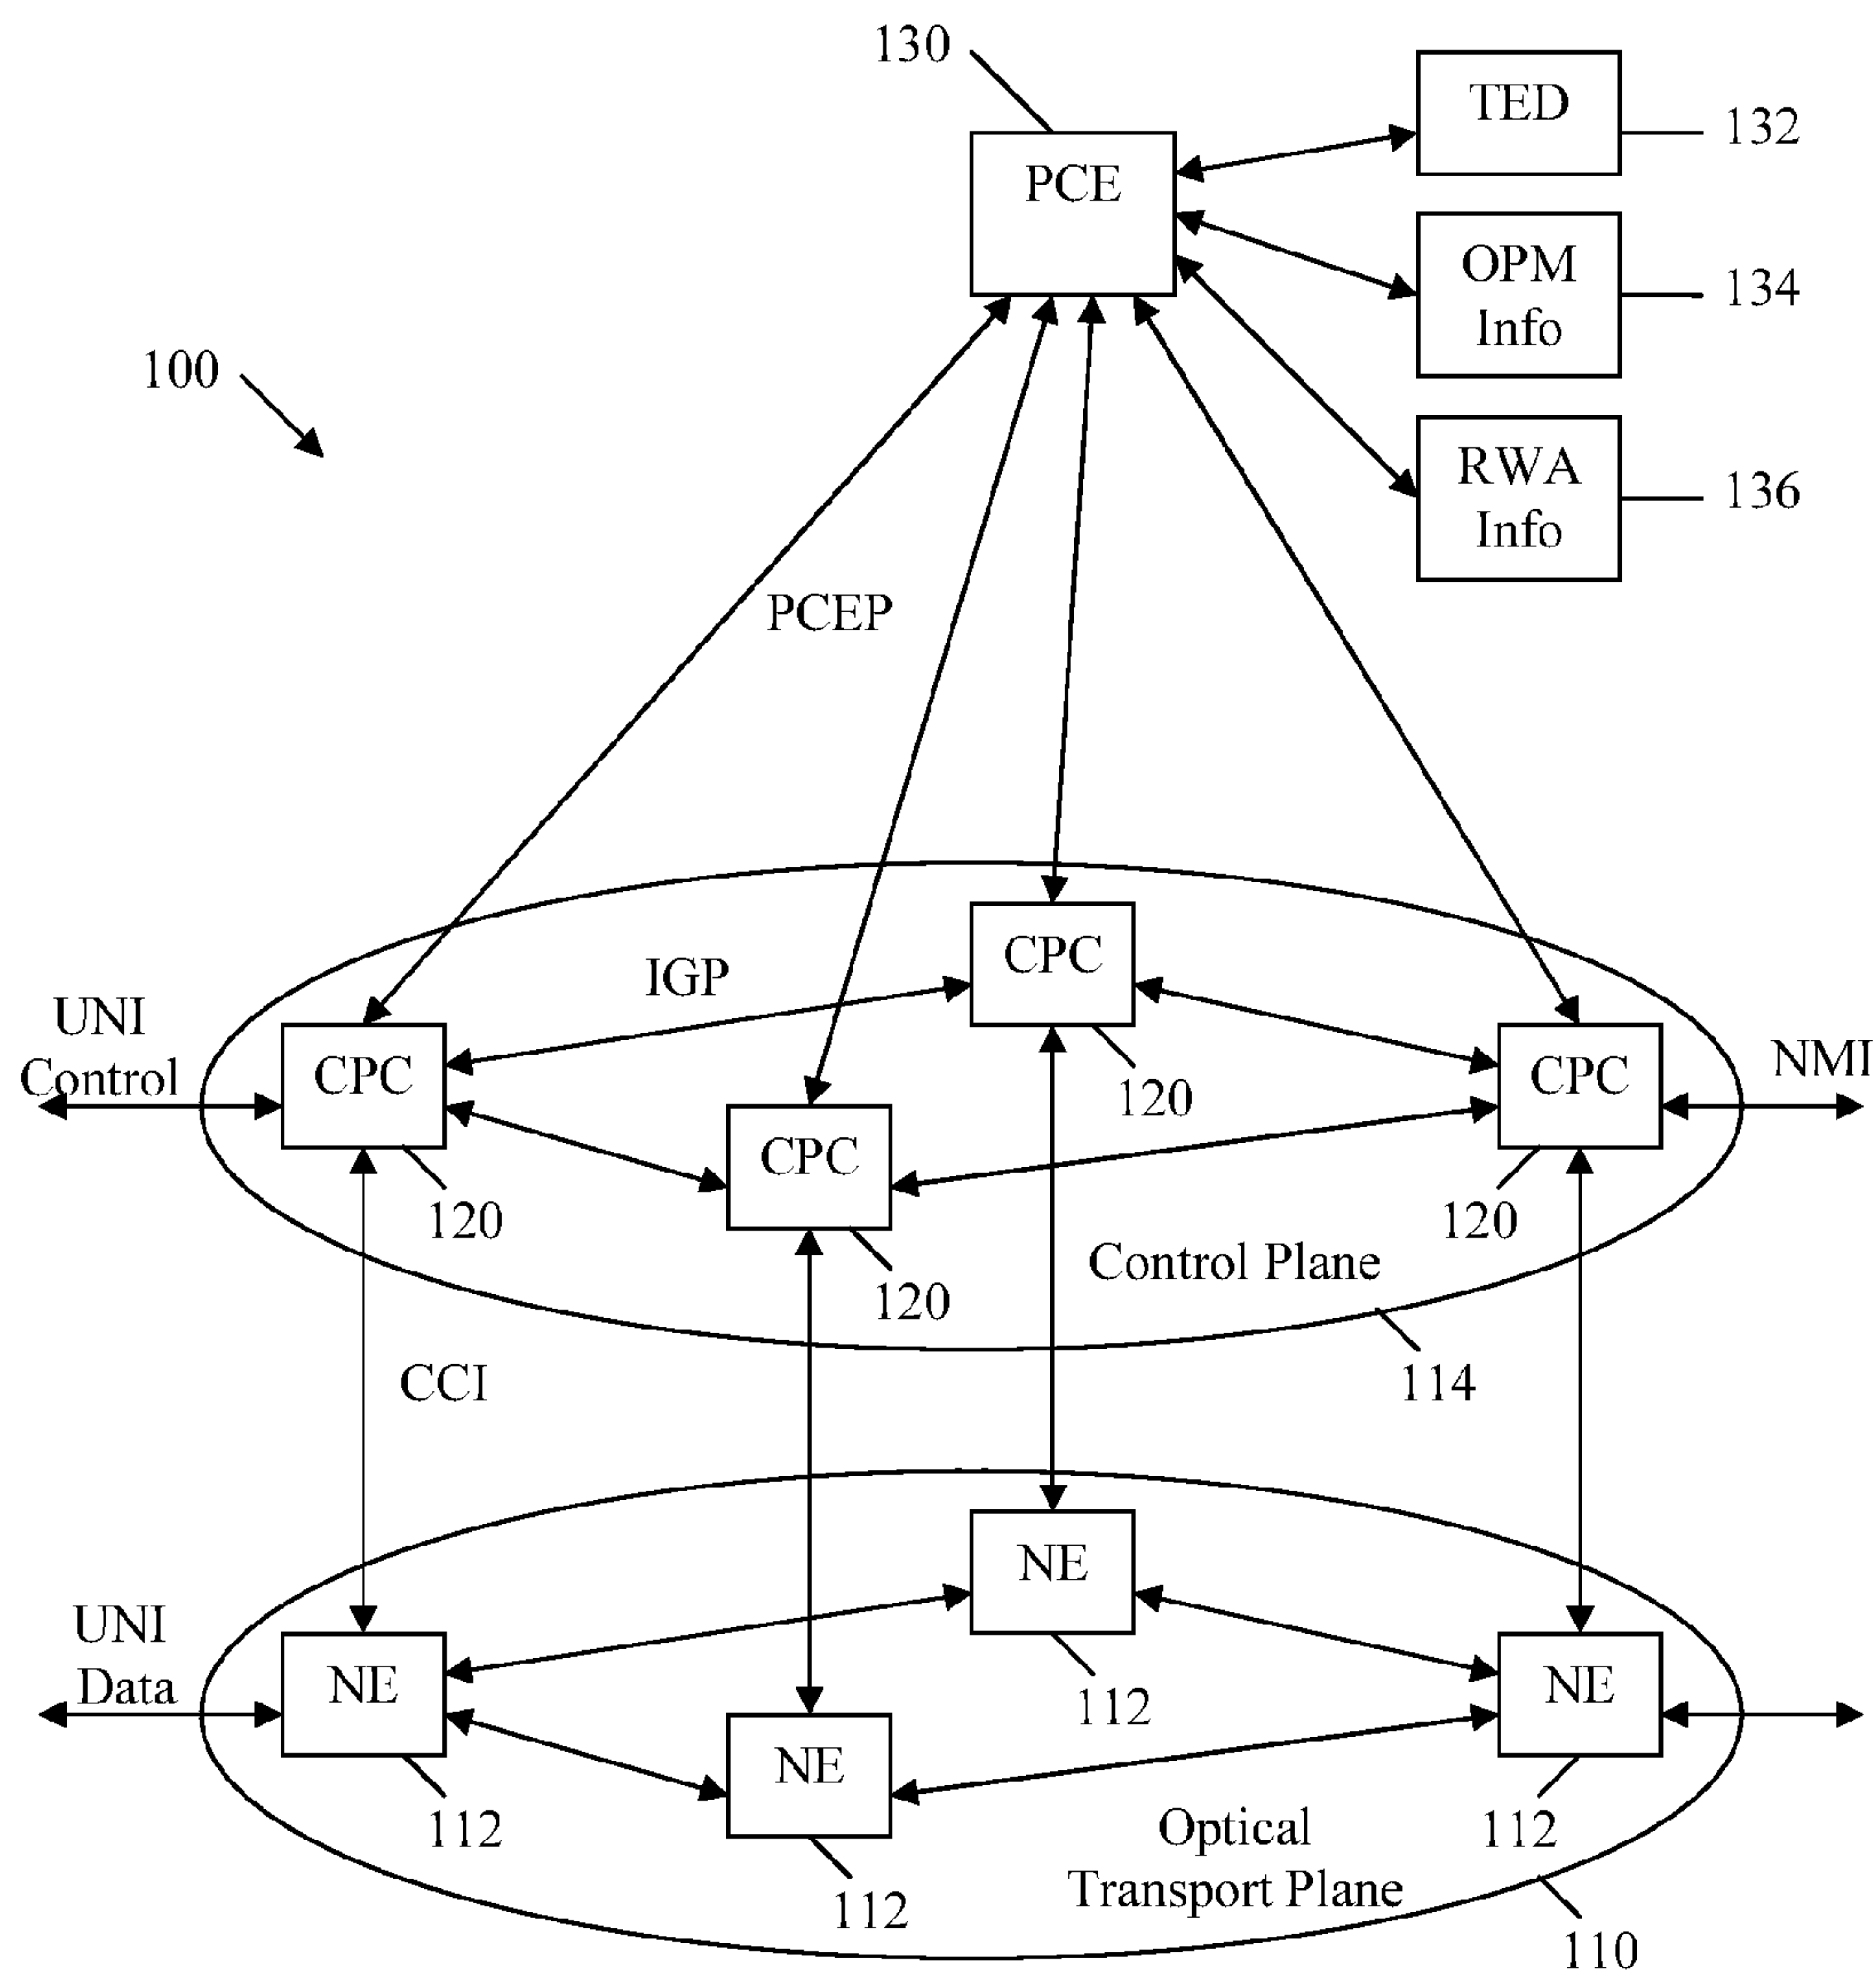 130
TED
132
PCE
OPM
Info
134
100
RWA
Info
136
PCEP
CPC
IGP
UNI
Control
CPC
120
CPC
NMI
CPC
120
120
120
Control Plane
CCI
114
NE
UNI
Data
NE
112
NE
NE
112
112
112
Optical
Transport Plane
110